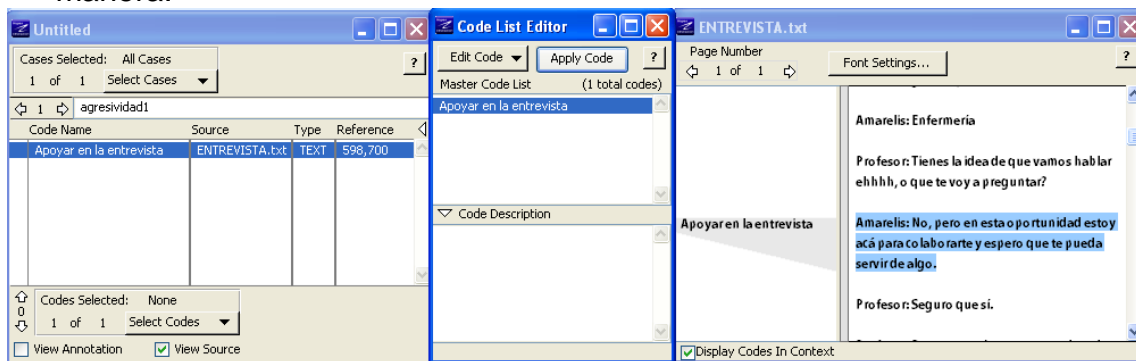 manera.
Untitled
Cases Selected: All Cases
1 of 1 Select Cases
?
1 agresividad1
Code Name Source Type Reference
Apoyar en la entrevista ENTREVISTA.txt TEXT 598,700
Codes Selected: None
0
1 of 1 Select Codes
View Annotation View Source
Code List Editor
Edit Code Apply Code ?
Master Code List (1 total codes)
Apoyar en la entrevista
Code Description
ENTREVISTA.txt
Page Number
1 of 1 Font Settings... ?
Amarelis: Enfermería
Profesor: Tienes la idea de que vamos hablar
ehhhh, o que te voy a preguntar?
Apoyar en la entrevista
Amarelis: No, pero en esta oportunidad estoy
acá para colaborarte y espero que te pueda
servir de algo.
Profesor: Seguro que sí.
Display Codes In Context